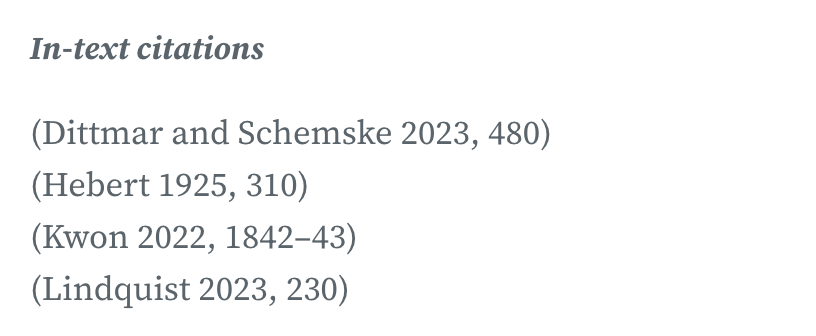 In-text citations
(Dittmar and Schemske 2023, 480)
(Hebert 1925, 310)
(Kwon 2022, 1842–43)
(Lindquist 2023, 230)